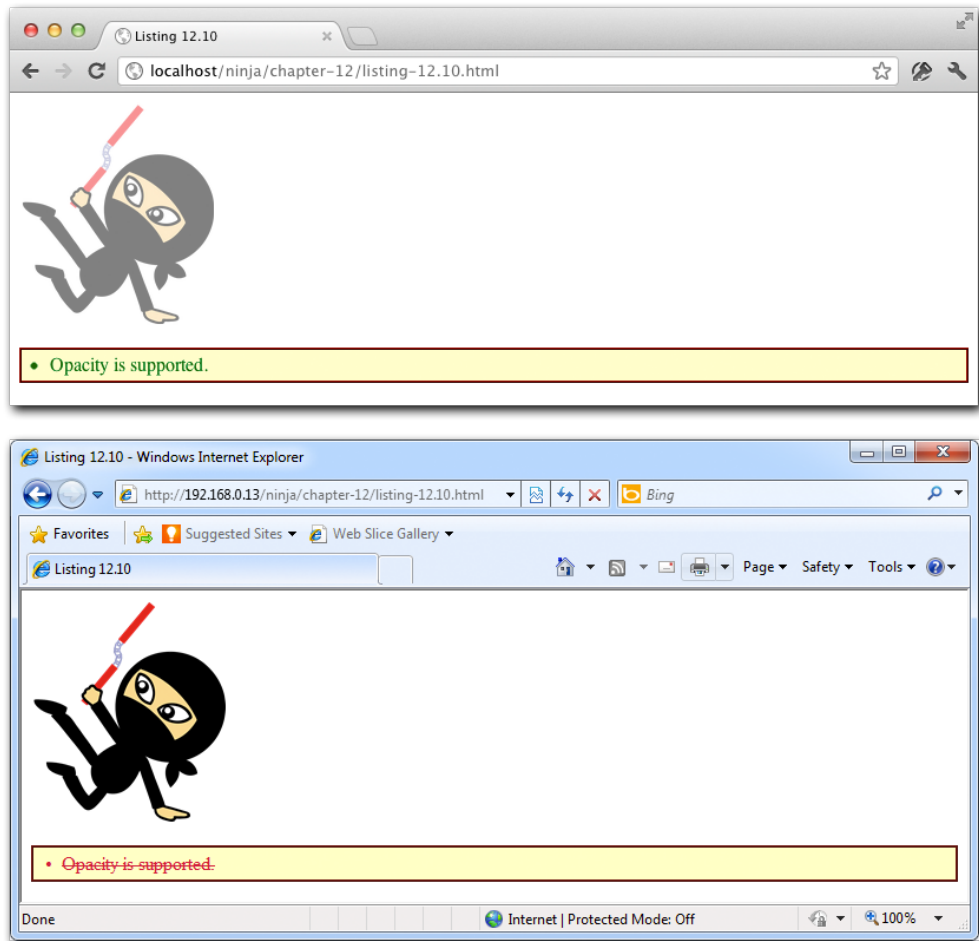 Listing 12.10
localhost/ninja/chapter-12/listing-12.10.html
• Opacity is supported.
Listing 12.10 - Windows Internet Explorer
http://192.168.0.13/ninja/chapter-12/listing-12.10.html
Bing
Favorites Suggested Sites Web Slice Gallery
Listing 12.10 Page Safety Tools
• Opacity is supported.
Done Internet | Protected Mode: Off 100%